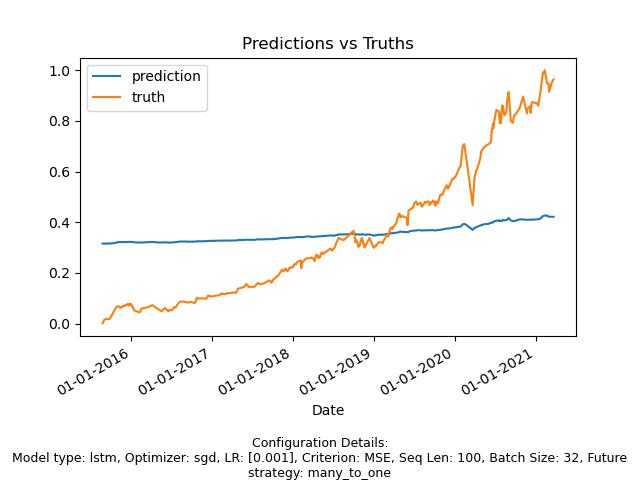 Predictions vs Truths
prediction
truth
1.0
0.8
0.6
0.4
0.2
0.0
01-01-2016
01-01-2017
01-01-2018
01-01-2019
01-01-2020
01-01-2021
Date
Configuration Details:
Model type: lstm, Optimizer: sgd, LR: [0.001], Criterion: MSE, Seq Len: 100, Batch Size: 32, Future
strategy: many_to_one